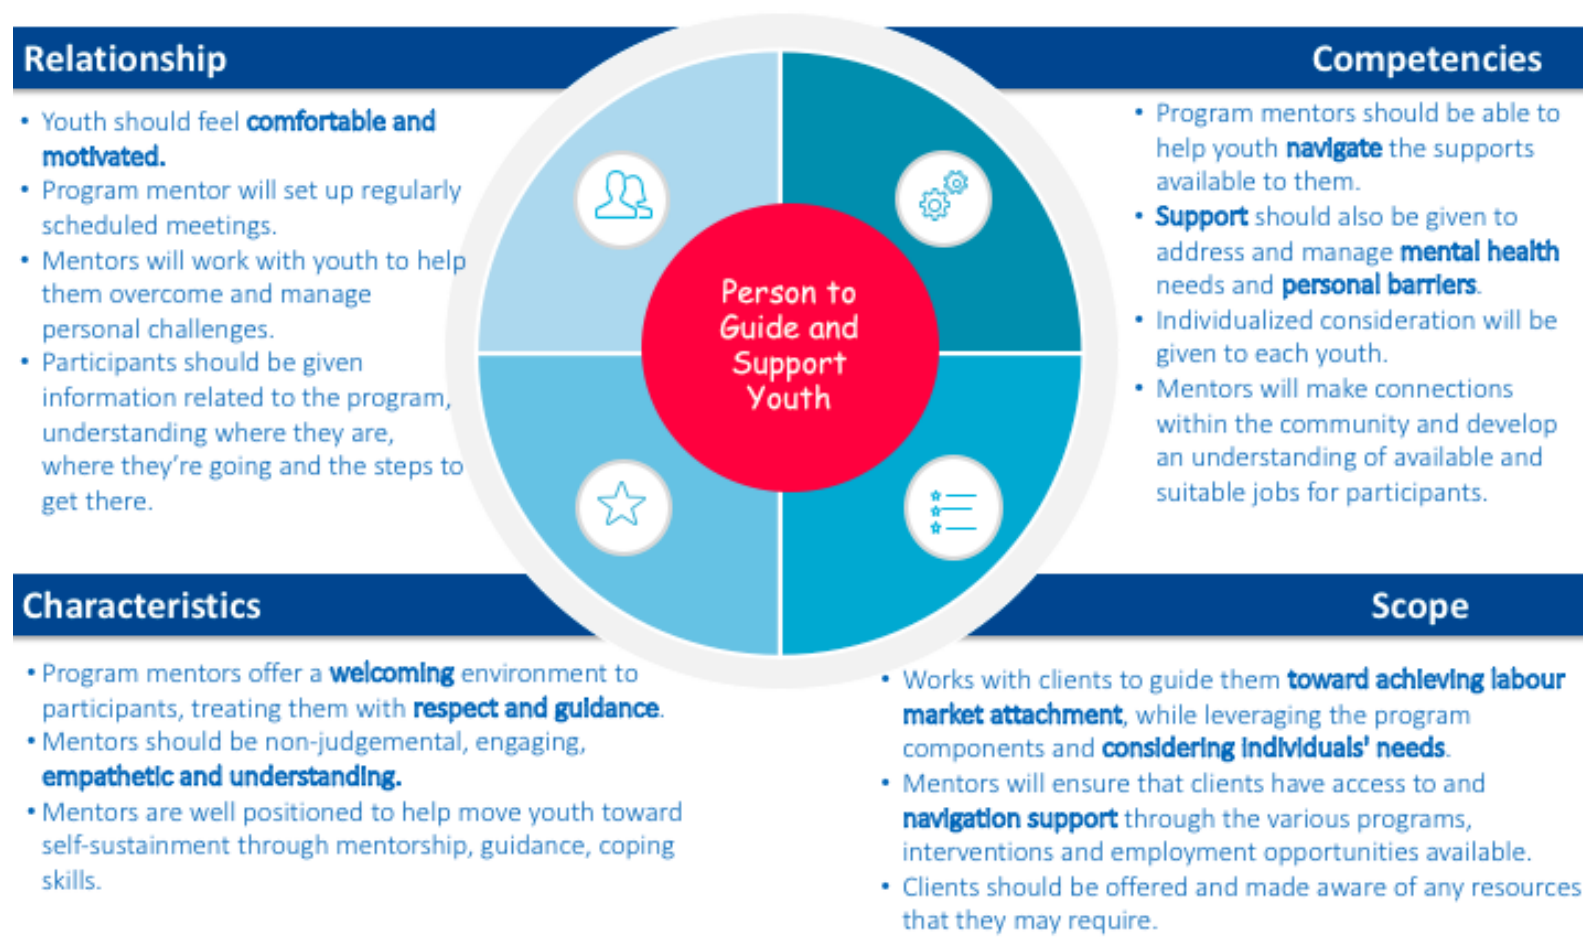 Relationship
• Youth should feel comfortable and
motivated.
• Program mentor will set up regularly
scheduled meetings.
• Mentors will work with youth to help
them overcome and manage
personal challenges.
• Participants should be given
information related to the program,
understanding where they are,
where they're going and the steps to
get there.
Competencies
• Program mentors should be able to
help youth navigate the supports
available to them.
• Support should also be given to
address and manage mental health
needs and personal barriers.
• Individualized consideration will be
given to each youth.
• Mentors will make connections
within the community and develop
an understanding of available and
suitable jobs for participants.
Person to
Guide and
Support
Youth
Characteristics
• Program mentors offer a welcoming environment to
participants, treating them with respect and guidance.
• Mentors should be non-judgemental, engaging,
empathetic and understanding.
• Mentors are well positioned to help move youth toward
self-sustainment through mentorship, guidance, coping
skills.
Scope
• Works with clients to guide them toward achieving labour
market attachment, while leveraging the program
components and considering individuals' needs.
• Mentors will ensure that clients have access to and
navigation support through the various programs,
interventions and employment opportunities available.
• Clients should be offered and made aware of any resources
that they may require.